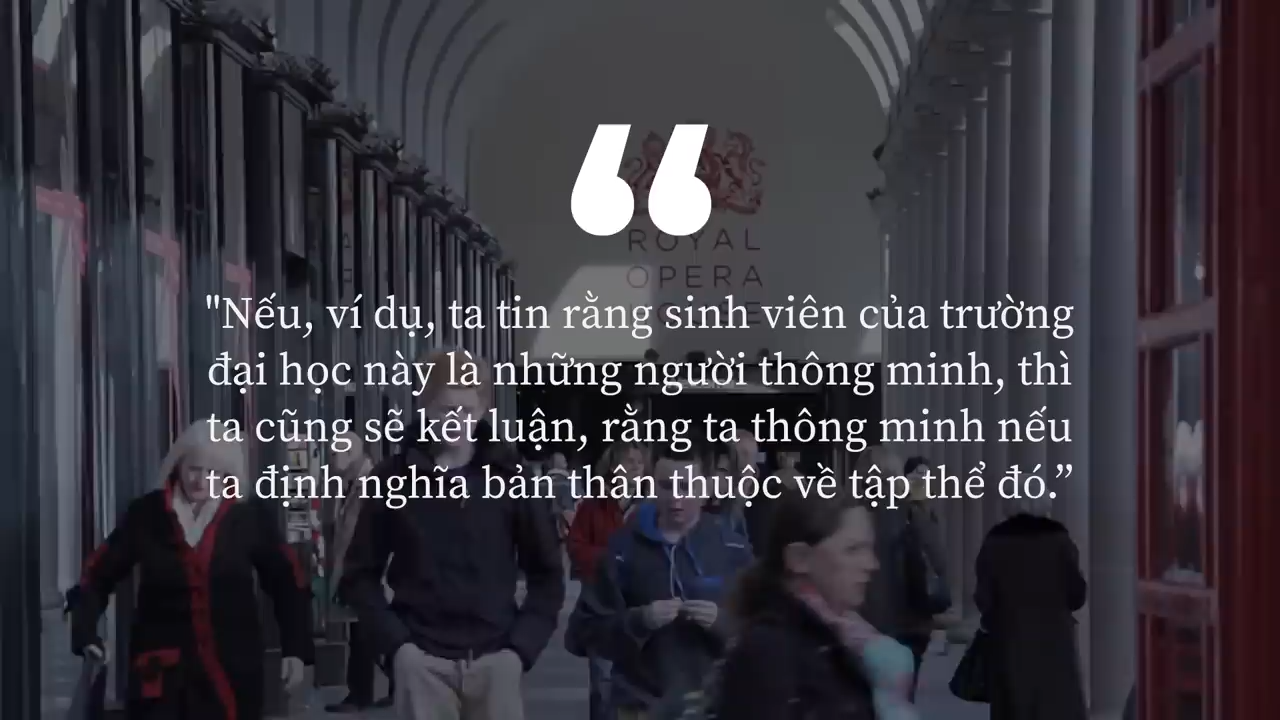 “
ROYAL
OPERA
HOUSE
"Nếu, ví dụ, ta tin rằng sinh viên của trường
đại học này là những người thông minh, thì
ta cũng sẽ kết luận, rằng ta thông minh nếu
ta định nghĩa bản thân thuộc về tập thể đó.”